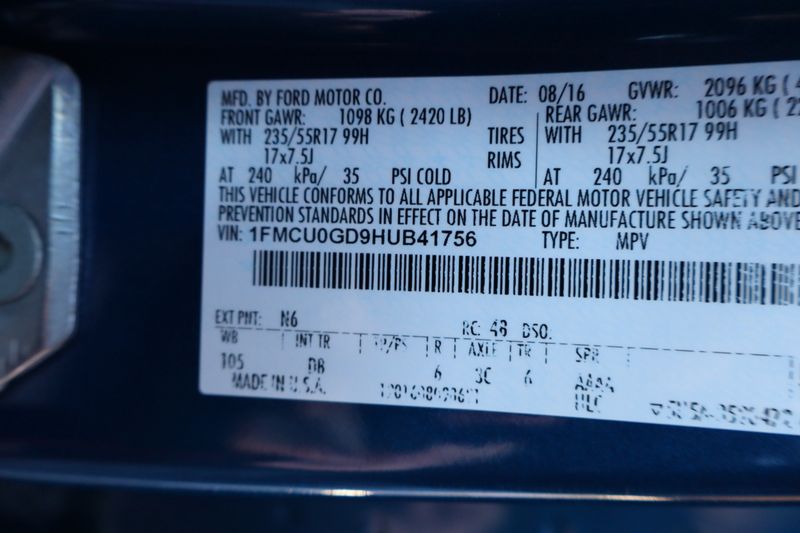 MFD. BY FORD MOTOR CO. DATE: 08/16 GVWR: 2096 KG (
FRONT GAWR: 1098 KG ( 2420 LB) REAR GAWR: 1006 KG (
WITH 235/55R17 99H TIRES WITH 235/55R17 99H
17x7.5J RIMS 17x7.5J
AT 240 kPa/ 35 PSI COLD AT 240 kPa/ 35 PSI
THIS VEHICLE CONFORMS TO ALL APPLICABLE FEDERAL MOTOR VEHICLE SAFETY AND
PREVENTION STANDARDS IN EFFECT ON THE DATE OF MANUFACTURE SHOWN ABOVE
VIN: 1FMCU0GD9HUB41756 TYPE: MPV
EXT PNT: N6 RC: 48 DSO:
WB INT TR TP/PS R AXLE TR SPR
105 DB 6 3C 6 AAAA
MADE IN U.S.A.